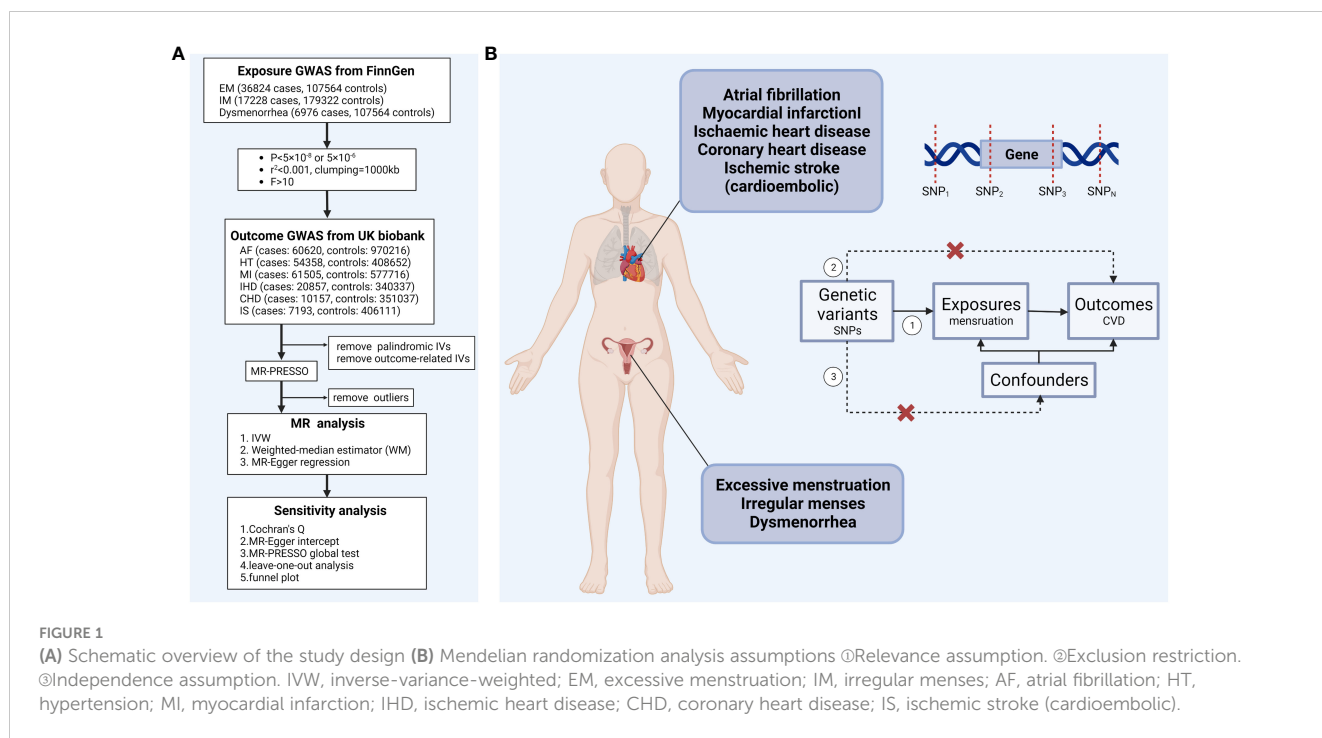 A
Exposure GWAS from FinnGen
EM (36824 cases, 107564 controls)
IM (17228 cases, 179322 controls)
Dysmenorrhea (6976 cases, 107564 controls)
• P<5×10⁻⁸ or 5×10⁻⁶
• r²<0.001, clumping=1000kb
• F>10
Outcome GWAS from UK biobank
AF (cases: 60620, controls: 970216)
HT (cases: 54358, controls: 408652)
MI (cases: 61505, controls: 577716)
IHD (cases: 20857, controls: 340337)
CHD (cases: 10157, controls: 351037)
IS (cases: 7193, controls: 406111)
remove palindromic IVs
remove outcome-related IVs
MR-PRESSO
remove outliers
MR analysis
1. IVW
2. Weighted-median estimator (WM)
3. MR-Egger regression
Sensitivity analysis
1.Cochran's Q
2.MR-Egger intercept
3.MR-PRESSO global test
4.leave-one-out analysis
5.funnel plot
B
Atrial fibrillation
Myocardial infarctionl
Ischaemic heart disease
Coronary heart disease
Ischemic stroke
(cardioembolic)
Gene
SNP₁
SNP₂
SNP₃
SNP_N
2
Genetic
variants
SNPs
1
Exposures
mensruation
Outcomes
CVD
3
Confounders
Excessive menstruation
Irregular menses
Dysmenorrhea
FIGURE 1
(A) Schematic overview of the study design (B) Mendelian randomization analysis assumptions ①Relevance assumption. ②Exclusion restriction.
③Independence assumption. IVW, inverse-variance-weighted; EM, excessive menstruation; IM, irregular menses; AF, atrial fibrillation; HT,
hypertension; MI, myocardial infarction; IHD, ischemic heart disease; CHD, coronary heart disease; IS, ischemic stroke (cardioembolic).